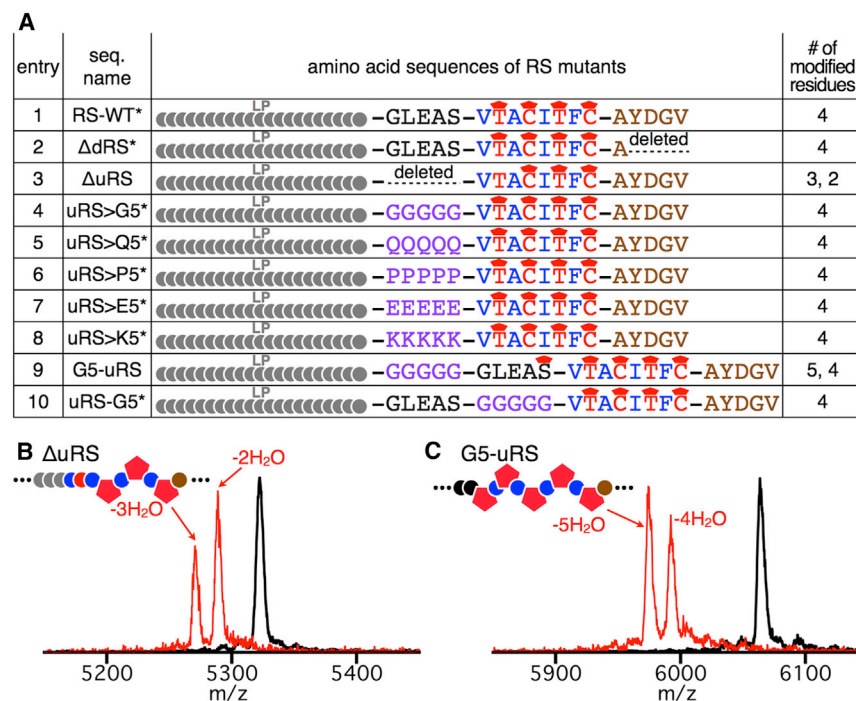 A
entry seq. name amino acid sequences of RS mutants # of modified residues
1 RS-WT* LP –GLEAS–VTACITFC–AYDGV 4
2 ΔdRS* LP –GLEAS–VTACITFC–A deleted 4
3 ΔuRS LP deleted –VTACITFC–AYDGV 3, 2
4 uRS>G5* LP –GGGGG–VTACITFC–AYDGV 4
5 uRS>Q5* LP –QQQQQ–VTACITFC–AYDGV 4
6 uRS>P5* LP –PPPPP–VTACITFC–AYDGV 4
7 uRS>E5* LP –EEEEE–VTACITFC–AYDGV 4
8 uRS>K5* LP –KKKKK–VTACITFC–AYDGV 4
9 G5-uRS LP –GGGGG–GLEAS–VTACITFC–AYDGV 5, 4
10 uRS-G5* LP –GLEAS–GGGGG–VTACITFC–AYDGV 4
B ΔuRS
-2H2O
-3H2O
5200 5300 5400
m/z
C G5-uRS
-5H2O
-4H2O
5900 6000 6100
m/z